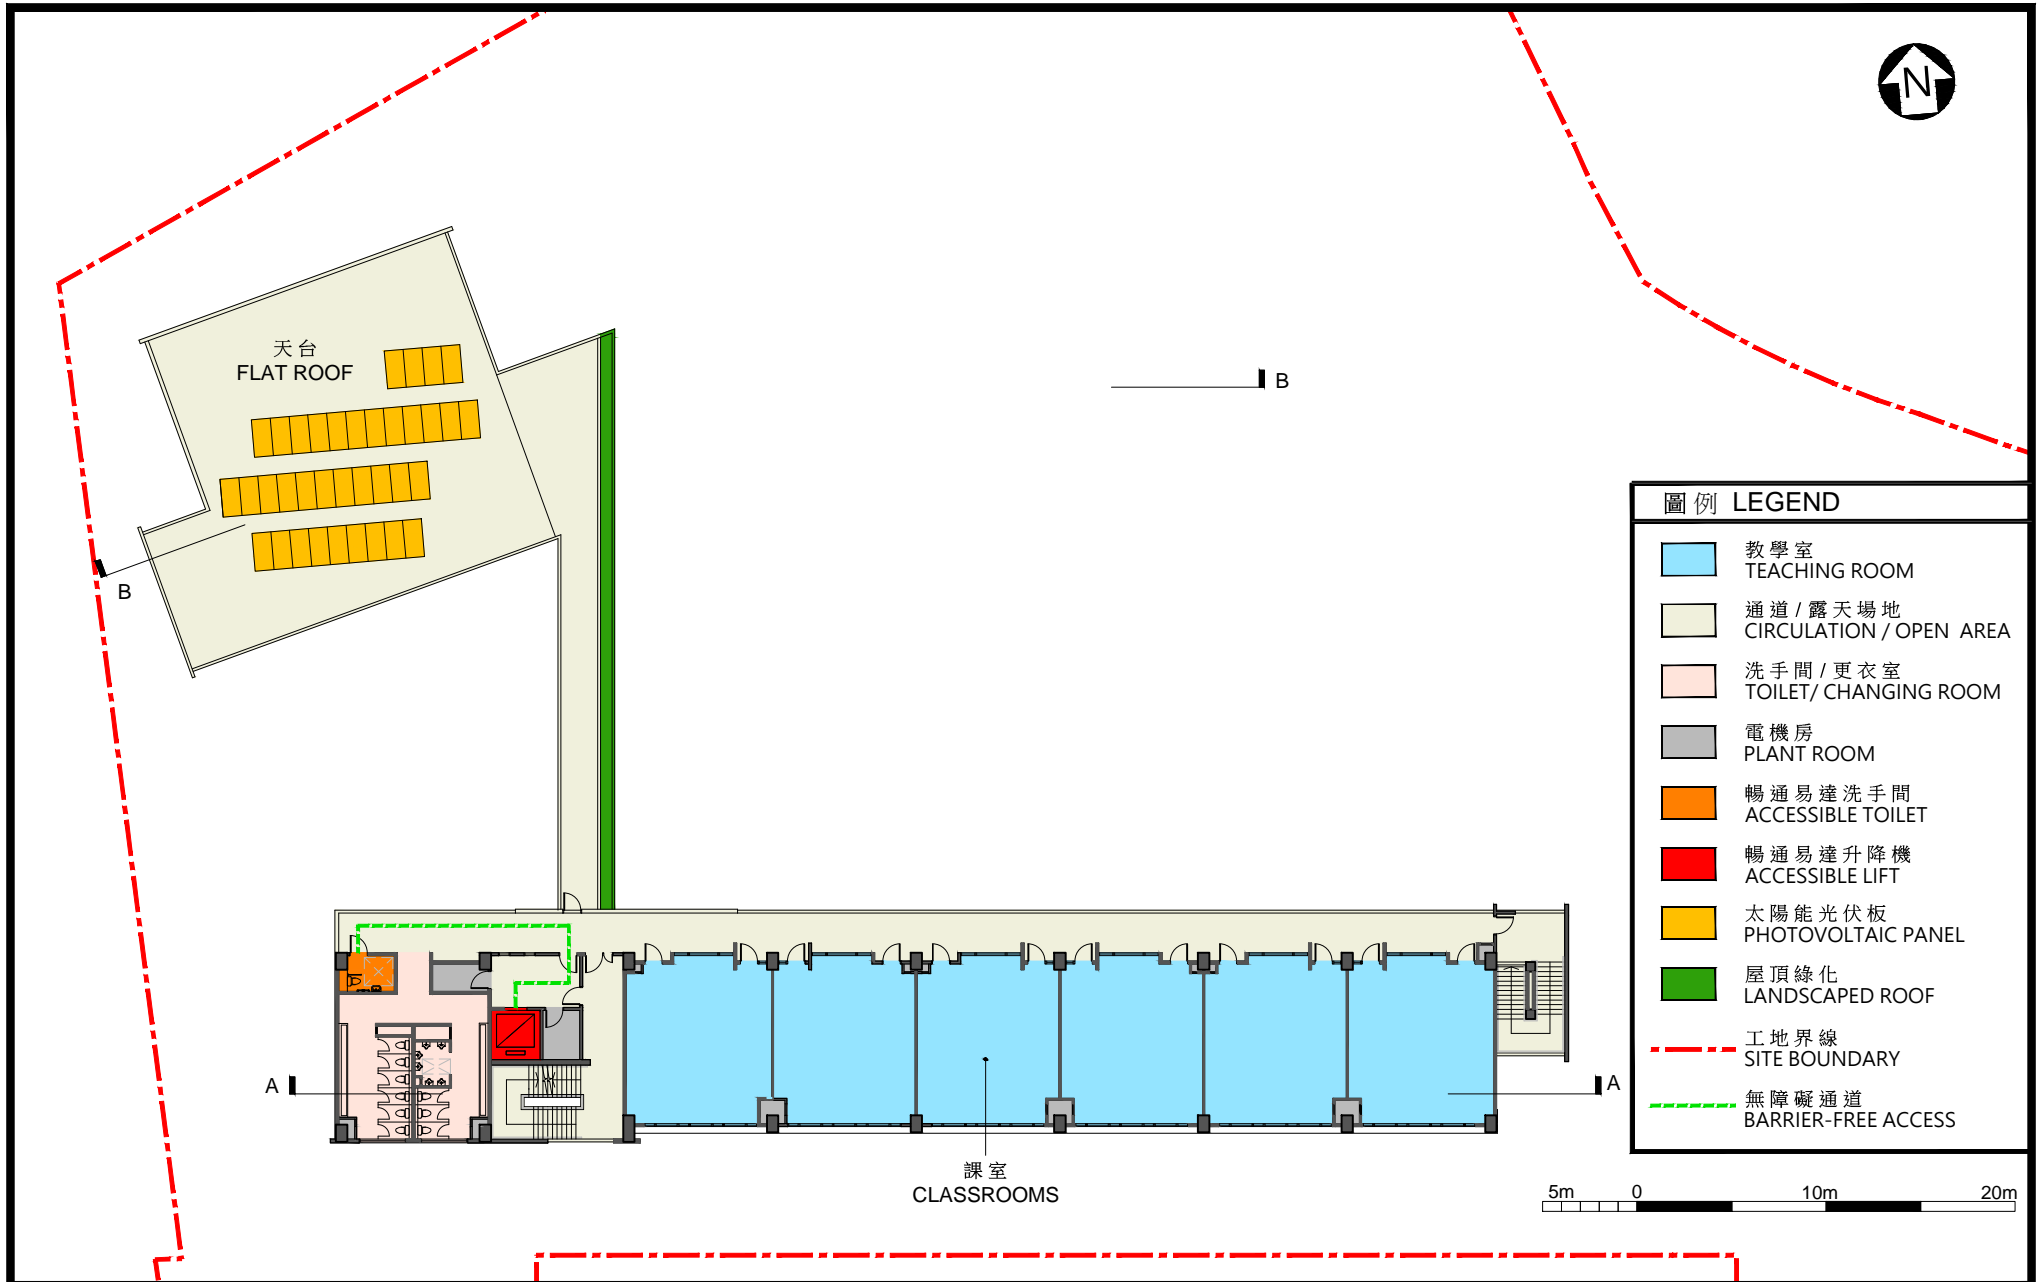 N
天台
FLAT ROOF
B
B
圖例 LEGEND
教學室
TEACHING ROOM
通道 / 露天場地
CIRCULATION / OPEN AREA
洗手間 / 更衣室
TOILET/ CHANGING ROOM
電機房
PLANT ROOM
暢通易達洗手間
ACCESSIBLE TOILET
暢通易達升降機
ACCESSIBLE LIFT
太陽能光伏板
PHOTOVOLTAIC PANEL
屋頂綠化
LANDSCAPED ROOF
工地界線
SITE BOUNDARY
無障礙通道
BARRIER-FREE ACCESS
A
A
課室
CLASSROOMS
5m 0 10m 20m